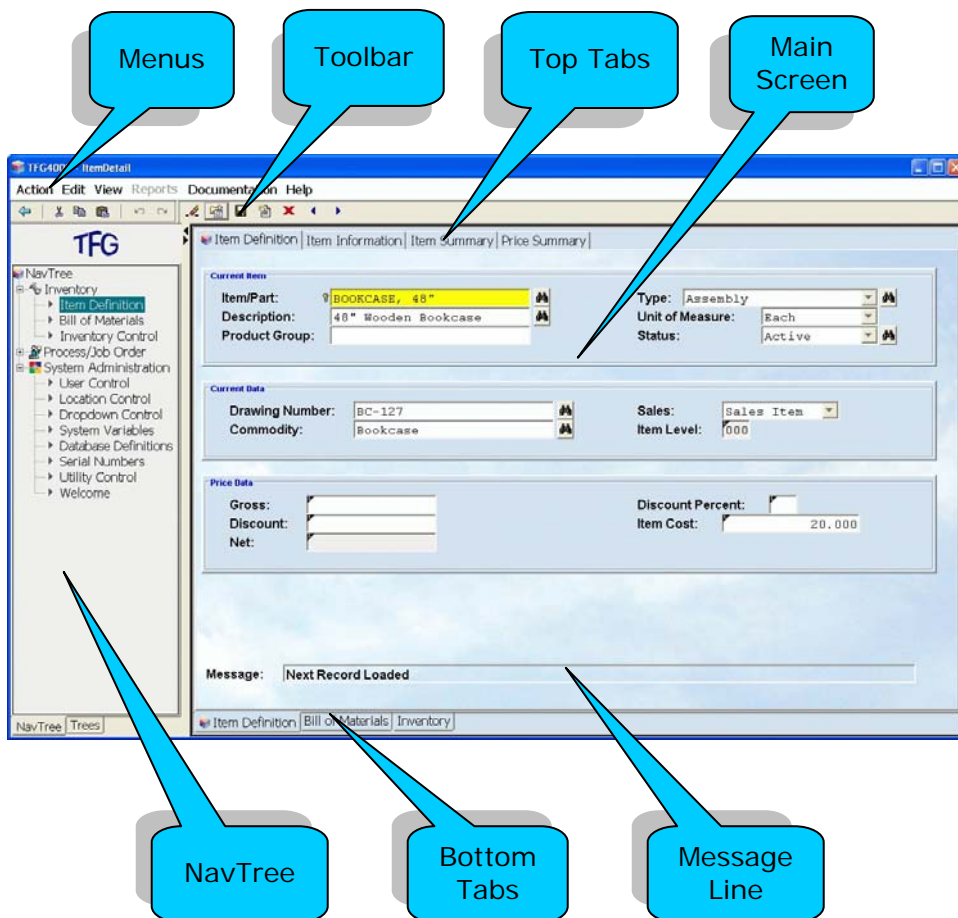 Menus
Toolbar
Top Tabs
Main
Screen
TFG400 ItemDetail
Action Edit View Reports Documentation Help
TFG
NavTree
Inventory
Item Definition
Bill of Materials
Inventory Control
Process/Job Order
System Administration
User Control
Location Control
Dropdown Control
System Variables
Database Definitions
Serial Numbers
Utility Control
Welcome
NavTree Trees
Item Definition Item Information Item Summary Price Summary
Current Item
Item/Part: BOOKCASE, 48" Type: Assembly
Description: 48" Wooden Bookcase Unit of Measure: Each
Product Group: Status: Active
Current Data
Drawing Number: BC-127 Sales: Sales Item
Commodity: Bookcase Item Level: 000
Price Data
Gross: Discount Percent:
Discount: Item Cost: 20.000
Net:
Message: Next Record Loaded
Item Definition Bill of Materials Inventory
NavTree
Bottom
Tabs
Message
Line